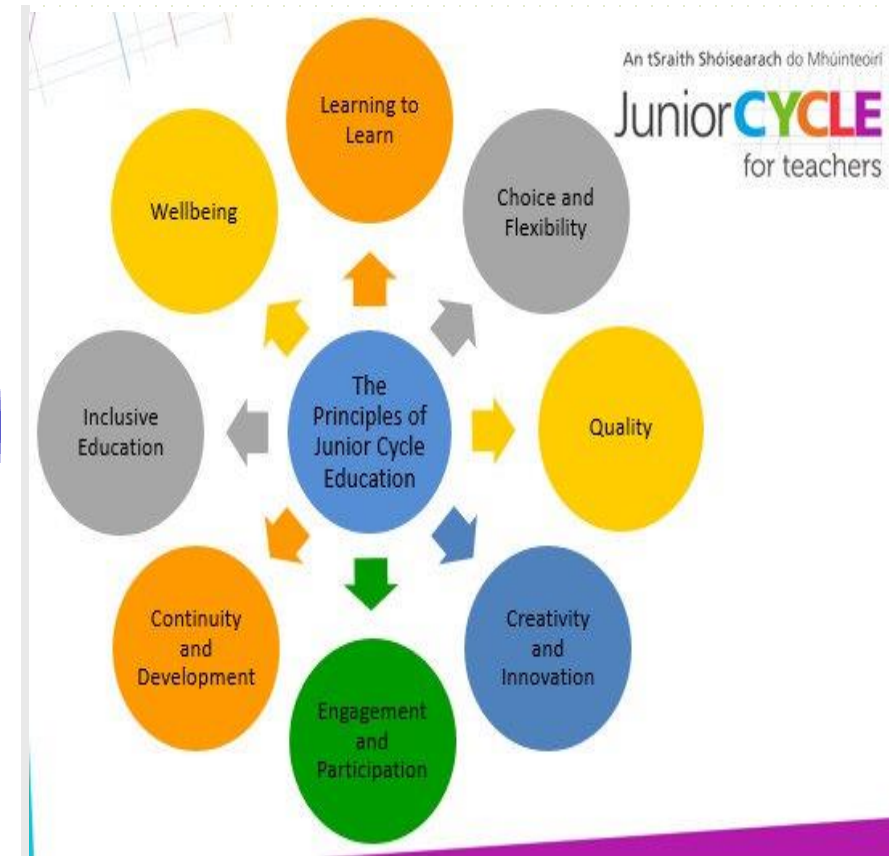 An tSraith Shóisearach do Mhúinteoirí
JuniorCYCLE
for teachers
Learning to
Learn
Choice and
Flexibility
Wellbeing
Quality
The
Principles of
Junior Cycle
Education
Inclusive
Education
Creativity
and
Innovation
Continuity
and
Development
Engagement
and
Participation